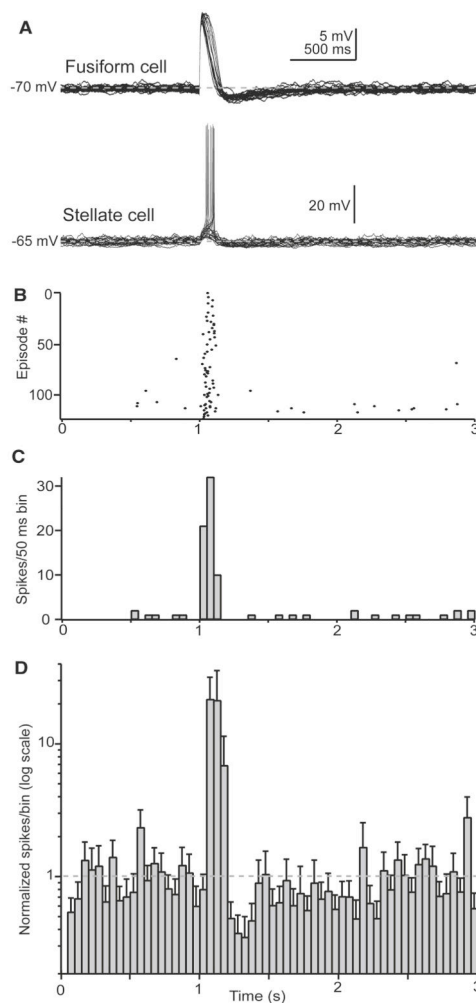 A
5 mV
500 ms
Fusiform cell
-70 mV
20 mV
Stellate cell
-65 mV
B
Episode #
0
50
100
0 1 2 3
C
Spikes/50 ms bin
30
20
10
0
0 1 2 3
D
Normalized spikes/bin (log scale)
10
1
0 1 2 3
Time (s)